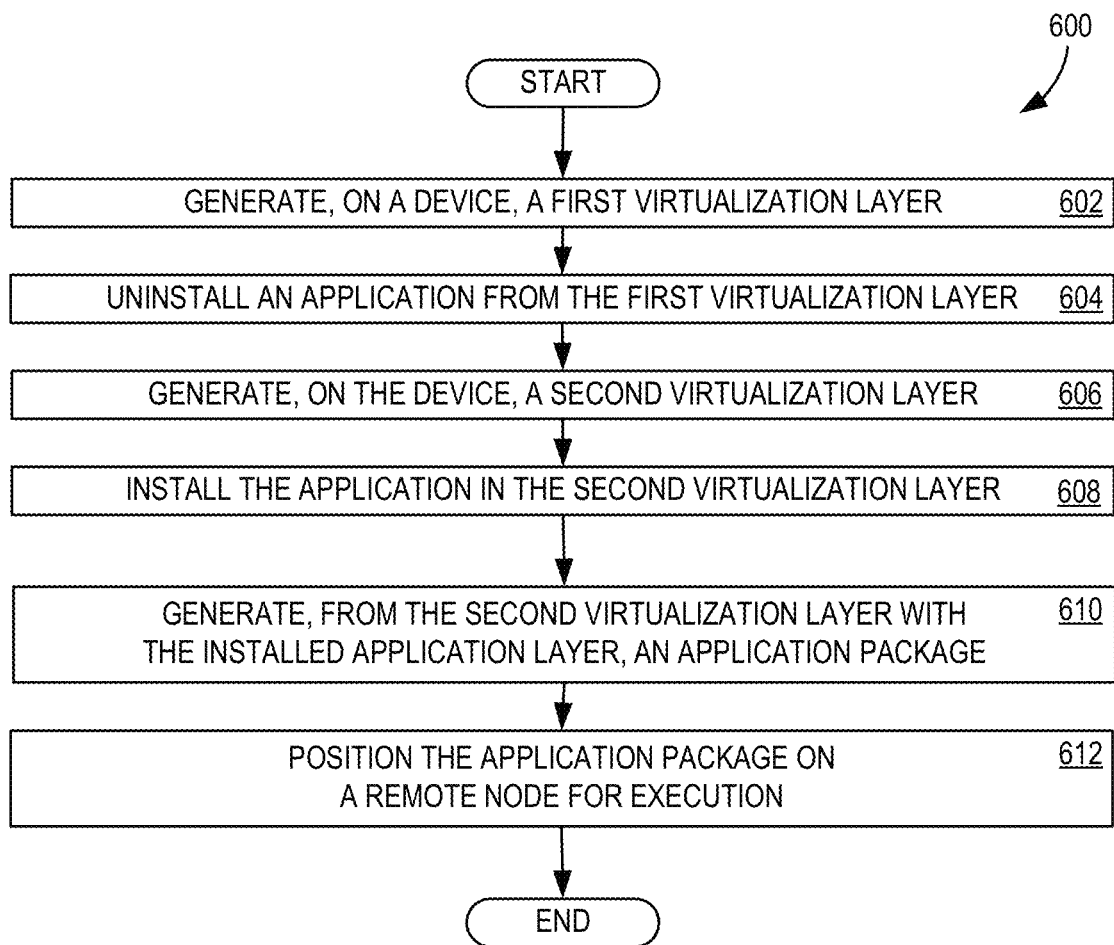 600
START
GENERATE, ON A DEVICE, A FIRST VIRTUALIZATION LAYER 602
UNINSTALL AN APPLICATION FROM THE FIRST VIRTUALIZATION LAYER 604
GENERATE, ON THE DEVICE, A SECOND VIRTUALIZATION LAYER 606
INSTALL THE APPLICATION IN THE SECOND VIRTUALIZATION LAYER 608
GENERATE, FROM THE SECOND VIRTUALIZATION LAYER WITH 610
THE INSTALLED APPLICATION LAYER, AN APPLICATION PACKAGE
POSITION THE APPLICATION PACKAGE ON 612
A REMOTE NODE FOR EXECUTION
END